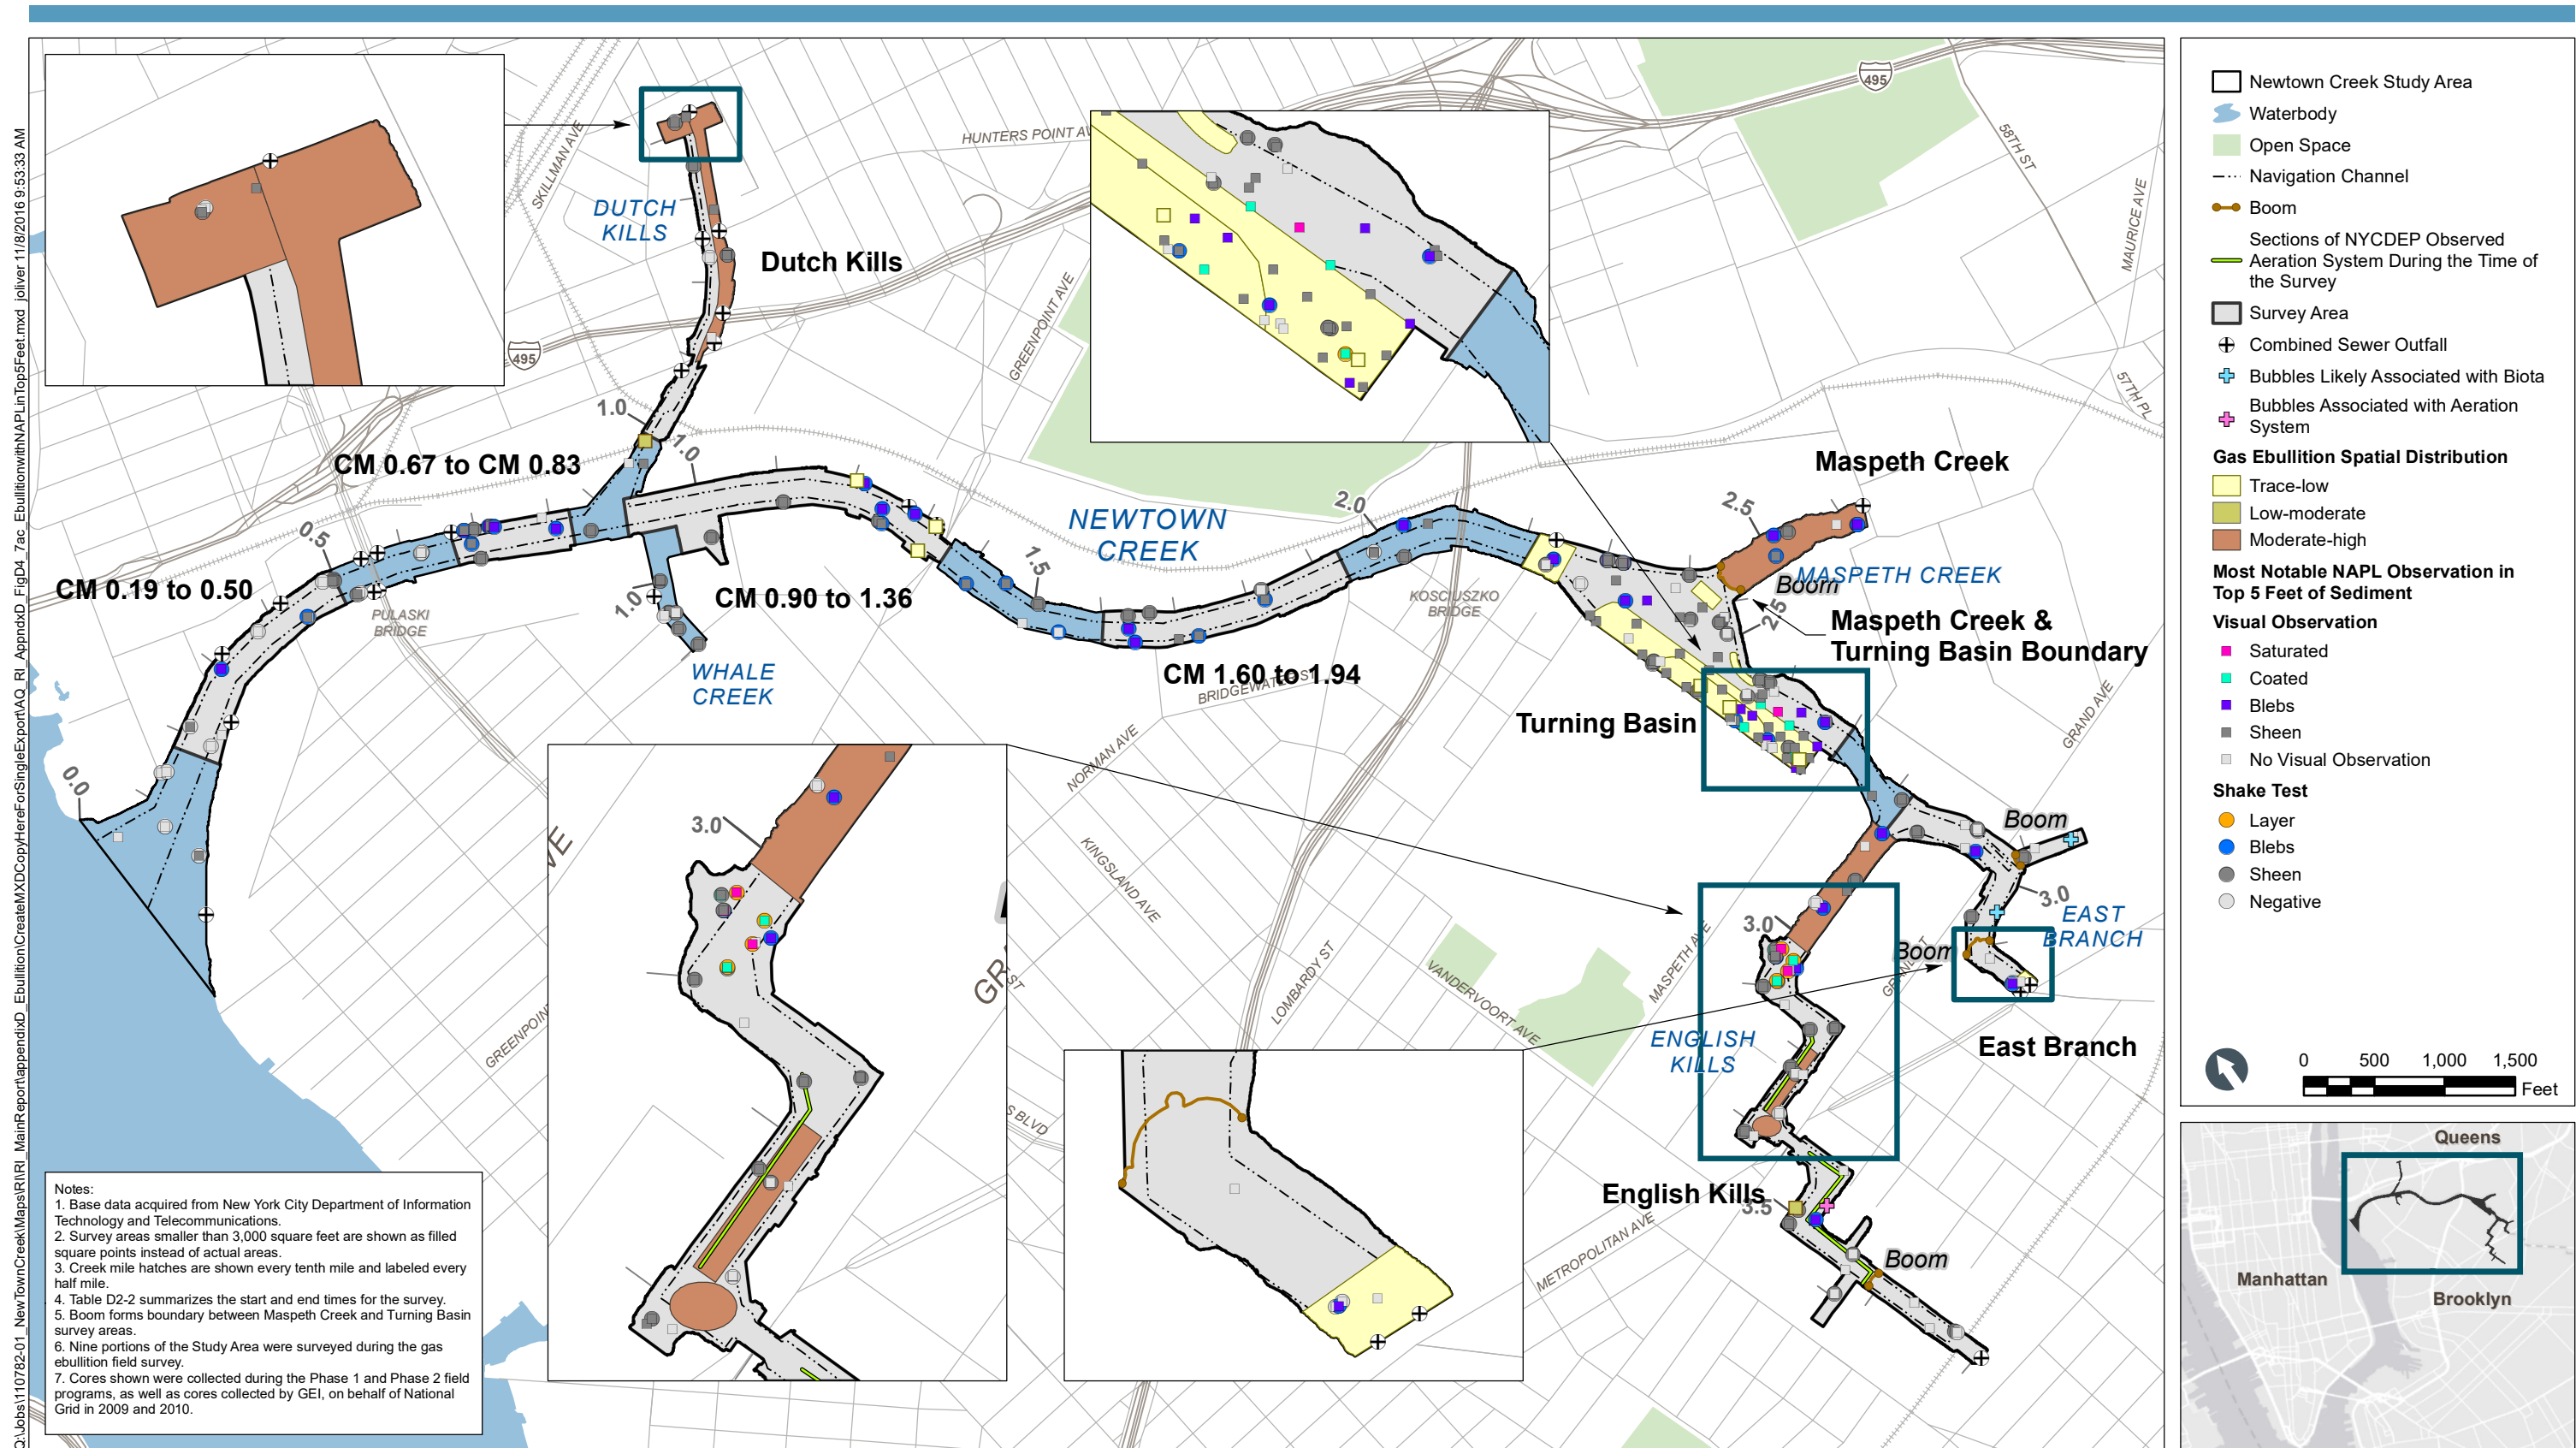 Q:\Jobs\110782-01_NewTownCreek\Maps\RI\RI_MainReport\appendixD_Ebullition\CreateMXDCopyHereForSingleExport\AQ_RI_AppndxD_FigD4_7ac_EbullitionwithNAPLinTop5Feet.mxd joliver 11/8/2016 9:53:33 AM
495
SKILLMAN AVE
HUNTERS POINT AV
58TH ST
MAURICE AVE
57TH PL
DUTCH
KILLS
Dutch Kills
GREENPOINT AVE
495
1.0
1.0
CM 0.67 to CM 0.83
Maspeth Creek
2.5
2.0
NEWTOWN
CREEK
0.5
1.5
CM 0.19 to 0.50
MASPETH CREEK
Boom
PULASKI
BRIDGE
1.0
CM 0.90 to 1.36
KOSCIUSZKO
BRIDGE
2.5
Maspeth Creek &
Turning Basin Boundary
WHALE
CREEK
CM 1.60 to 1.94
BRIDGEWATER ST
GRAND AVE
Turning Basin
0.0
NORMAN AVE
3.0
VE
KINGSLAND AVE
Boom
3.0
EAST
BRANCH
3.0
MASPETH AVE
Boom
GRAND ST
GR
ST
LOMBARDY ST
VANDERVOORT AVE
GREENPOIN
ENGLISH
KILLS
East Branch
S BLVD
English Kills
3.5
METROPOLITAN AVE
Boom
Notes:
1. Base data acquired from New York City Department of Information
Technology and Telecommunications.
2. Survey areas smaller than 3,000 square feet are shown as filled
square points instead of actual areas.
3. Creek mile hatches are shown every tenth mile and labeled every
half mile.
4. Table D2-2 summarizes the start and end times for the survey.
5. Boom forms boundary between Maspeth Creek and Turning Basin
survey areas.
6. Nine portions of the Study Area were surveyed during the gas
ebullition field survey.
7. Cores shown were collected during the Phase 1 and Phase 2 field
programs, as well as cores collected by GEI, on behalf of National
Grid in 2009 and 2010.
Newtown Creek Study Area
Waterbody
Open Space
Navigation Channel
Boom
Sections of NYCDEP Observed
Aeration System During the Time of
the Survey
Survey Area
Combined Sewer Outfall
Bubbles Likely Associated with Biota
Bubbles Associated with Aeration
System
Gas Ebullition Spatial Distribution
Trace-low
Low-moderate
Moderate-high
Most Notable NAPL Observation in
Top 5 Feet of Sediment
Visual Observation
Saturated
Coated
Blebs
Sheen
No Visual Observation
Shake Test
Layer
Blebs
Sheen
Negative
0 500 1,000 1,500
Feet
Queens
Manhattan
Brooklyn